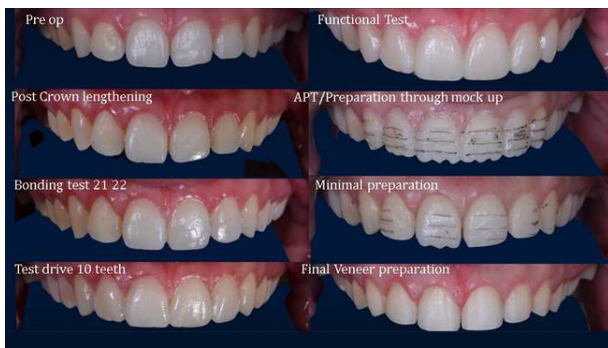 Pre op
Post Crown lengthening
Bonding test 21 22
Test drive 10 teeth
Functional Test
APT/Preparation through mock up
Minimal preparation
Final Veneer preparation